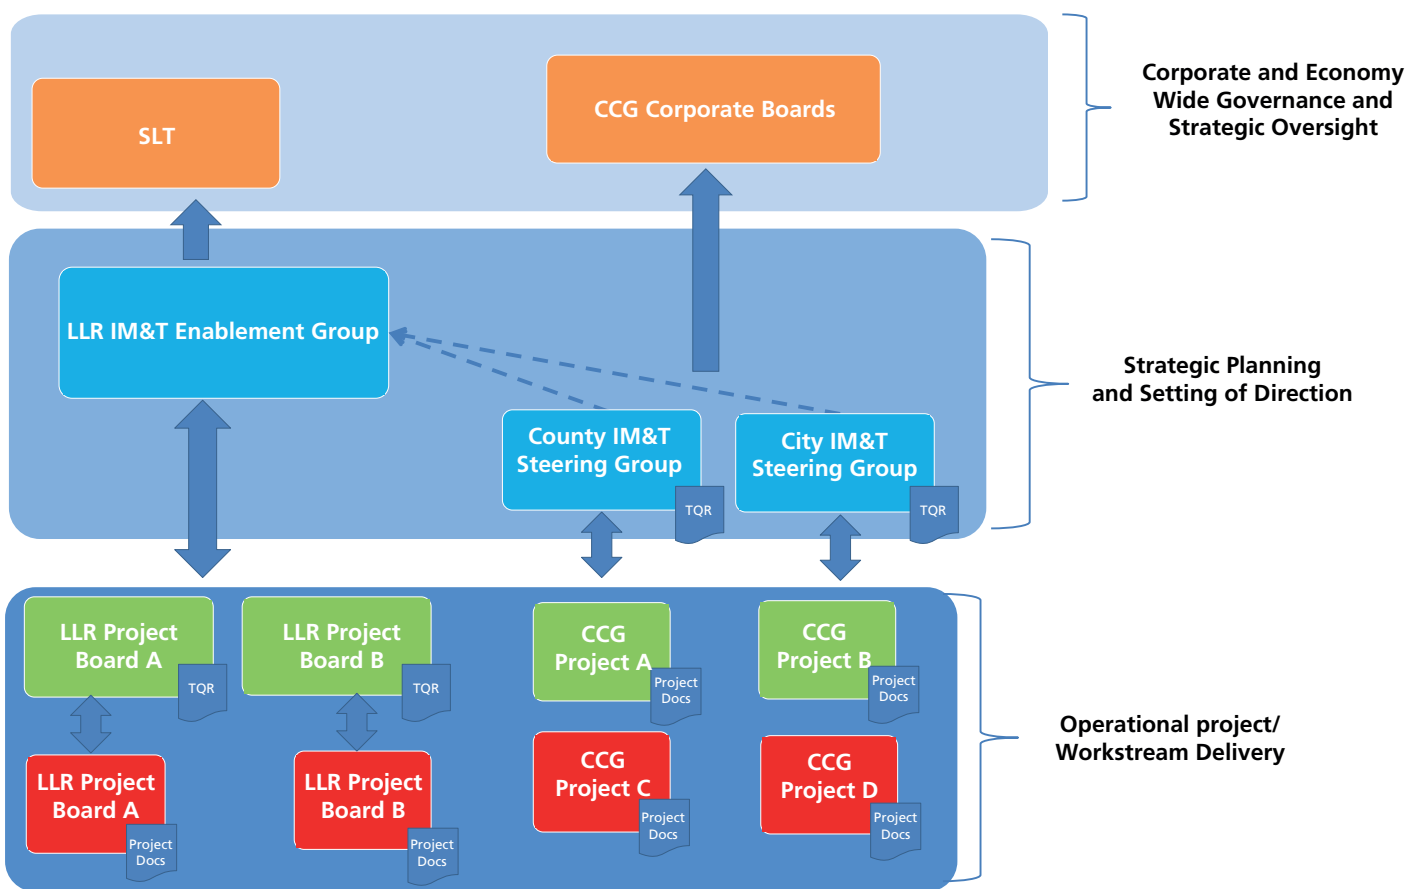 SLT
CCG Corporate Boards
Corporate and Economy
Wide Governance and
Strategic Oversight
LLR IM&T Enablement Group
County IM&T
Steering Group
TQR
City IM&T
Steering Group
TQR
Strategic Planning
and Setting of Direction
LLR Project
Board A
TQR
LLR Project
Board B
TQR
CCG
Project A
Project
Docs
CCG
Project B
Project
Docs
LLR Project
Board A
Project
Docs
LLR Project
Board B
Project
Docs
CCG
Project C
Project
Docs
CCG
Project D
Project
Docs
Operational project/
Workstream Delivery